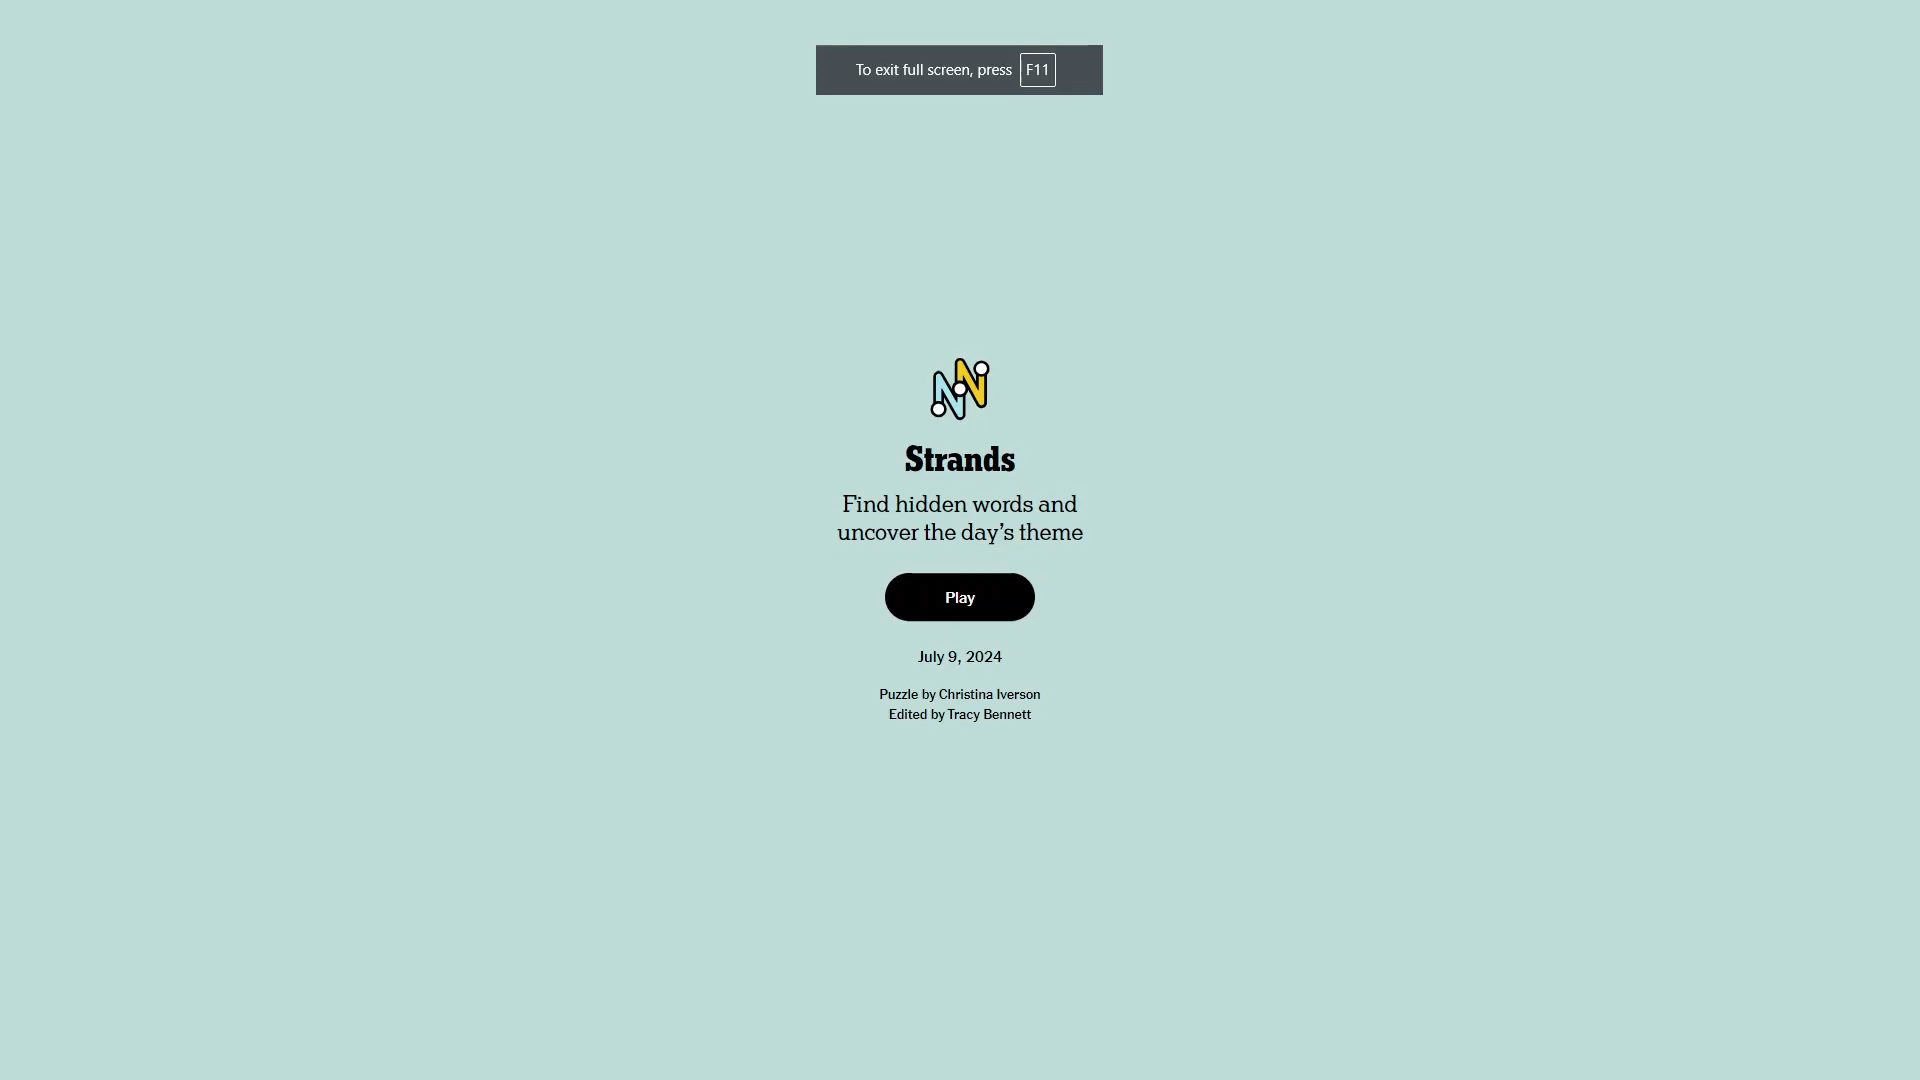 To exit full screen, press F11
Strands
Find hidden words and
uncover the day’s theme
Play
July 9, 2024
Puzzle by Christina Iverson
Edited by Tracy Bennett